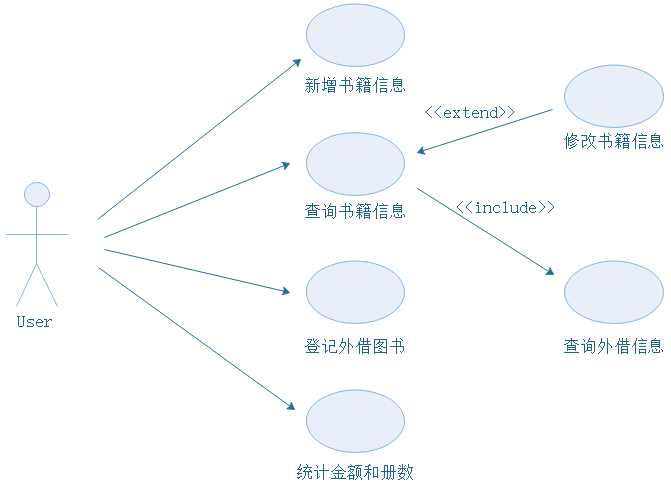 新增书籍信息
<<extend>>
修改书籍信息
查询书籍信息
<<include>>
User
登记外借图书
查询外借信息
统计金额和册数